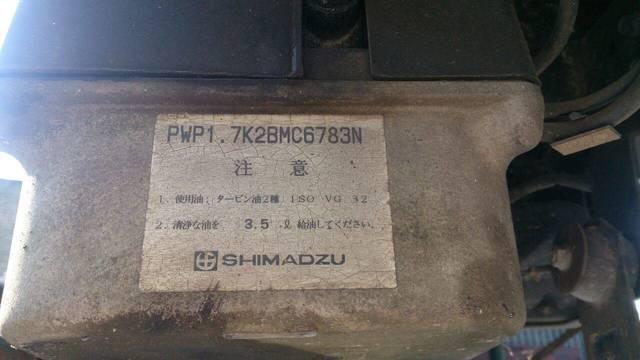 PWP1.7K2BMC6783N
注意
1. 使用油; タービン油2種 ISO VG 32
2. 清浄な油を 3.5 ℓ 給油してください.
SHIMADZU